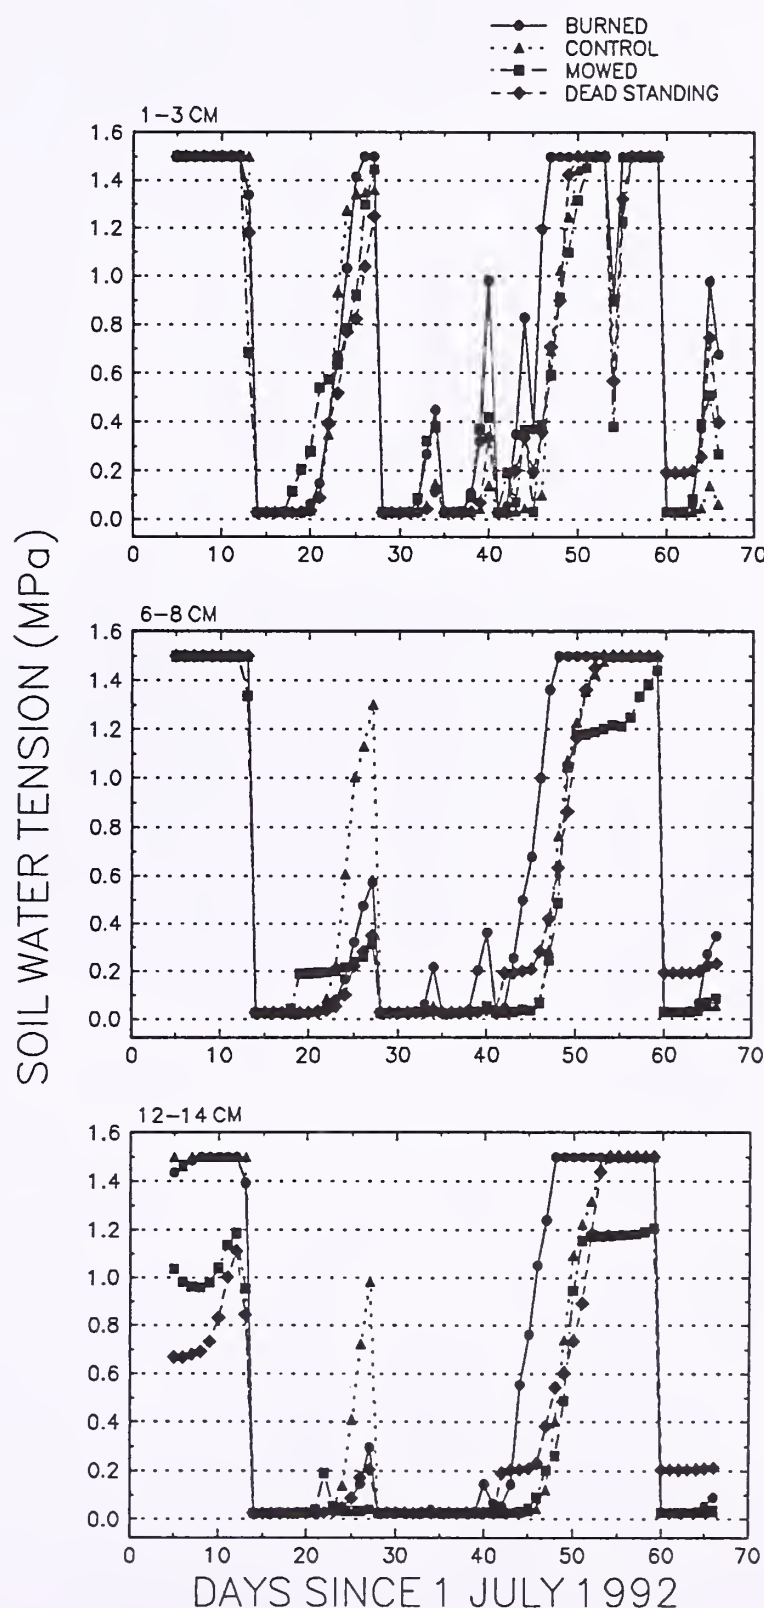 BURNED
CONTROL
MOWED
DEAD STANDING
1-3 CM
1.6
1.4
1.2
1.0
0.8
0.6
0.4
0.2
0.0
0 10 20 30 40 50 60 70
6-8 CM
1.6
1.4
1.2
1.0
0.8
0.6
0.4
0.2
0.0
0 10 20 30 40 50 60 70
12-14 CM
1.6
1.4
1.2
1.0
0.8
0.6
0.4
0.2
0.0
0 10 20 30 40 50 60 70
SOIL WATER TENSION (MPa)
DAYS SINCE 1 JULY 1992